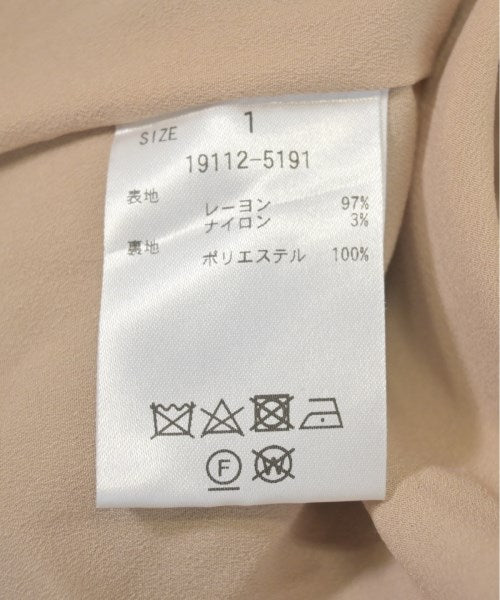 SIZE 1
19112-5191
表地 レーヨン 97%
ナイロン 3%
裏地 ポリエステル 100%
F W